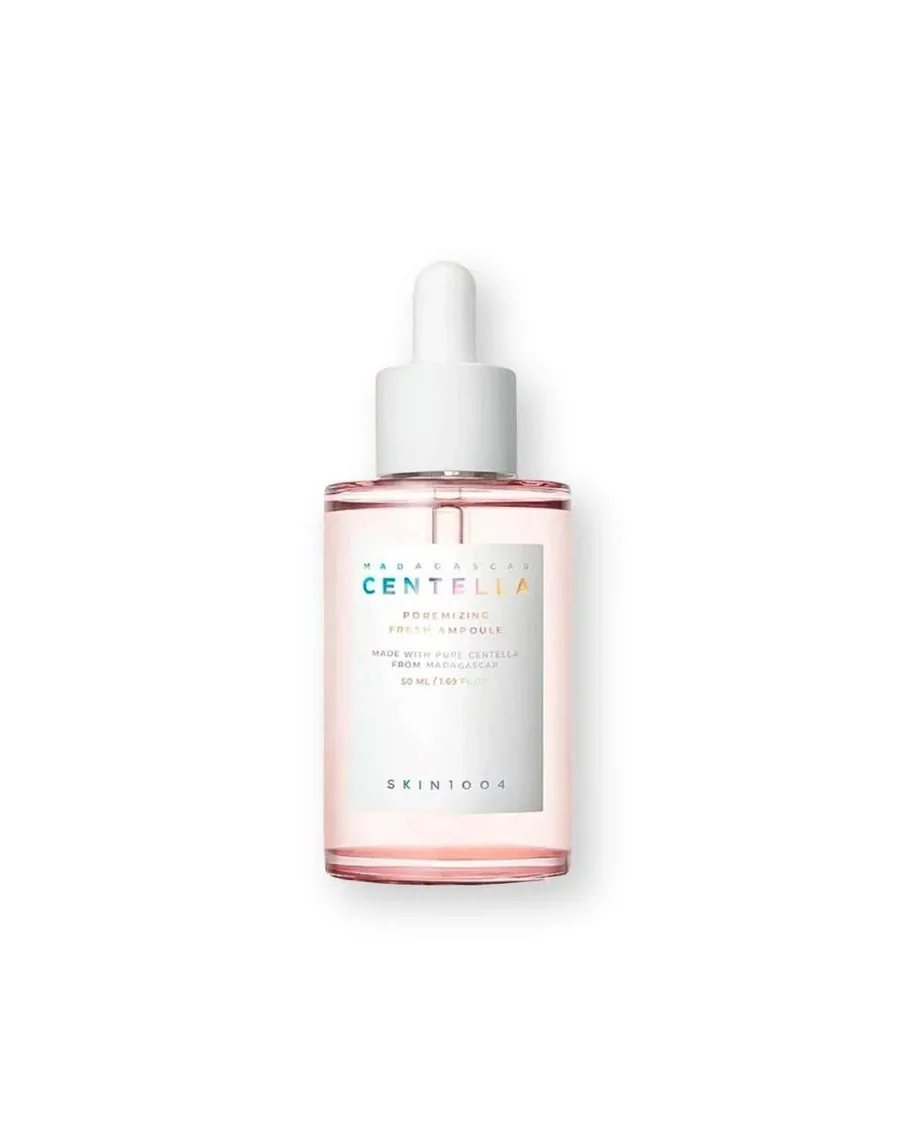 MADAGASCAR
CENTELLA
POREMIZING
FRESH AMPOULE
MADE WITH PURE CENTELLA
FROM MADAGASCAR
50 ML / 1.69 FL.OZ
SKIN1004